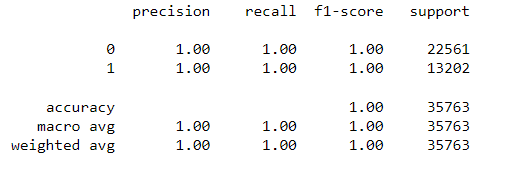 precision recall f1-score support
0 1.00 1.00 1.00 22561
1 1.00 1.00 1.00 13202
accuracy 1.00 35763
macro avg 1.00 1.00 1.00 35763
weighted avg 1.00 1.00 1.00 35763